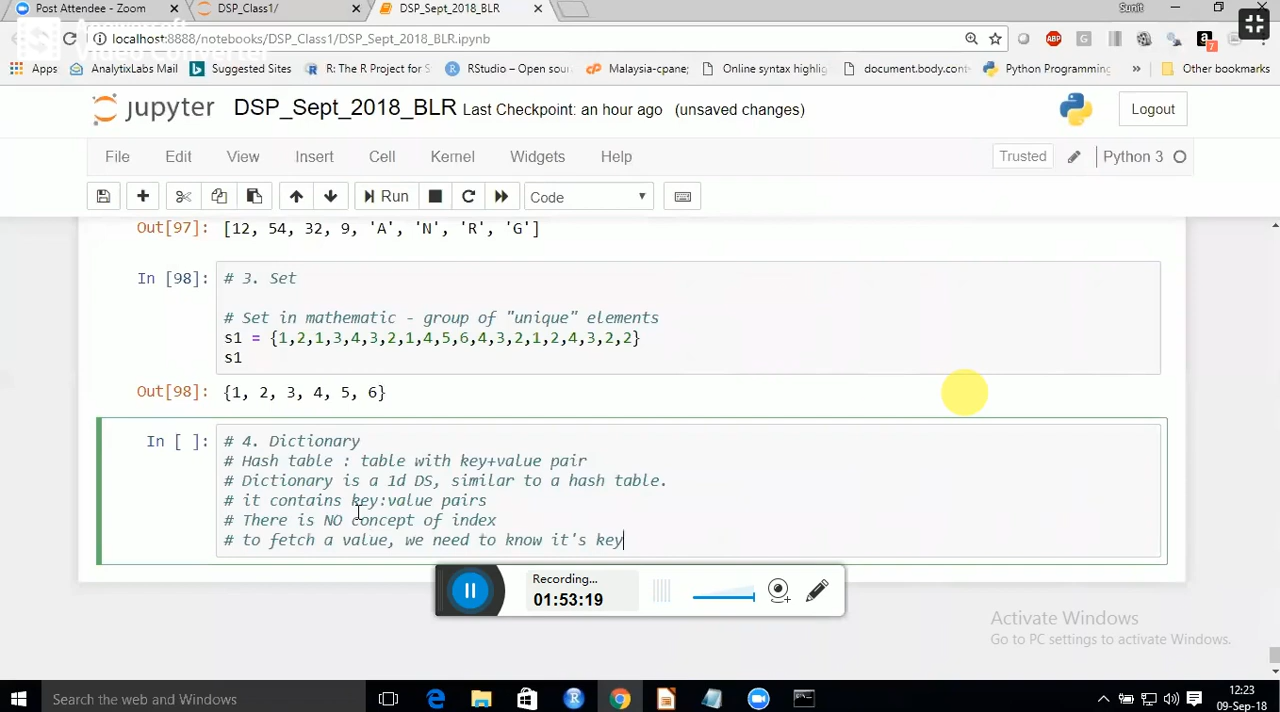 Post Attendee - Zoom
DSP_Class1/
DSP_Sept_2018_BLR
Sunit
localhost:8888/notebooks/DSP_Class1/DSP_Sept_2018_BLR.ipynb
Apps
AnalytixLabs Mail
Suggested Sites
R: The R Project for S
RStudio – Open sour
Malaysia-cpane;
Online syntax highlig
document.body.cont
Python Programming
»
Other bookmarks
jupyter DSP_Sept_2018_BLR Last Checkpoint: an hour ago (unsaved changes)
Logout
File Edit View Insert Cell Kernel Widgets Help
Trusted
Python 3
Run
Code
Out[97]: [12, 54, 32, 9, 'A', 'N', 'R', 'G']
In [98]: # 3. Set
# Set in mathematic - group of "unique" elements
s1 = {1,2,1,3,4,3,2,1,4,5,6,4,3,2,1,2,4,3,2,2}
s1
Out[98]: {1, 2, 3, 4, 5, 6}
In [ ]: # 4. Dictionary
# Hash table : table with key+value pair
# Dictionary is a 1d DS, similar to a hash table.
# it contains key:value pairs
# There is NO concept of index
# to fetch a value, we need to know it's key
Recording...
01:53:19
Activate Windows
Go to PC settings to activate Windows.
Search the web and Windows
12:23
09-Sep-18